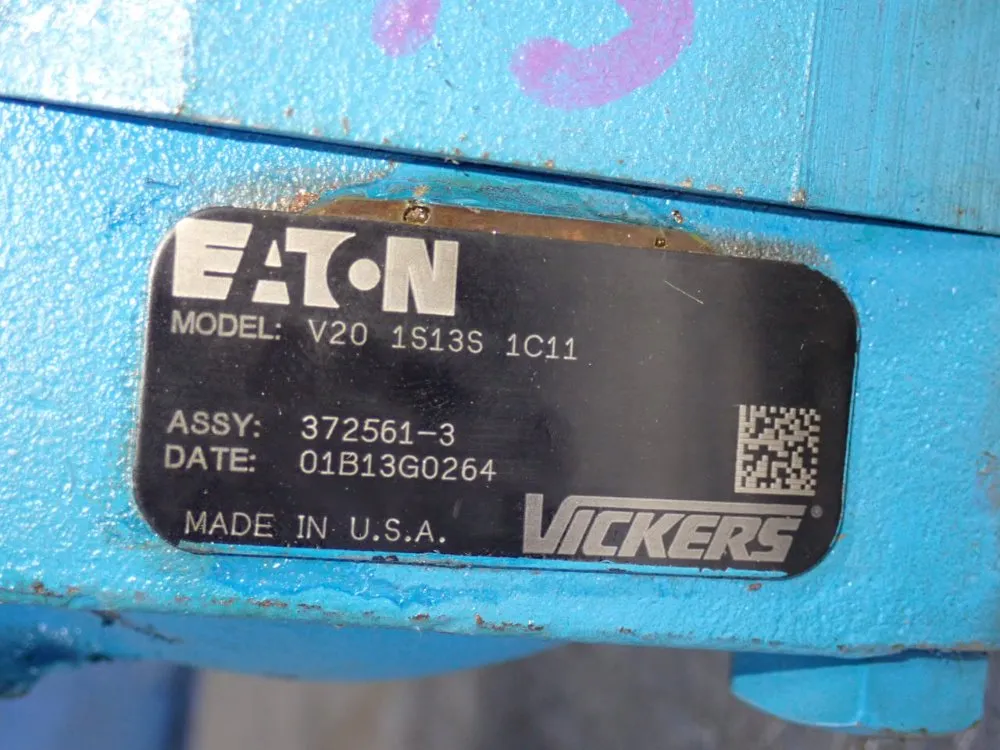 EATON
MODEL: V20 1S13S 1C11
ASSY: 372561-3
DATE: 01B13G0264
MADE IN U.S.A.
VICKERS®